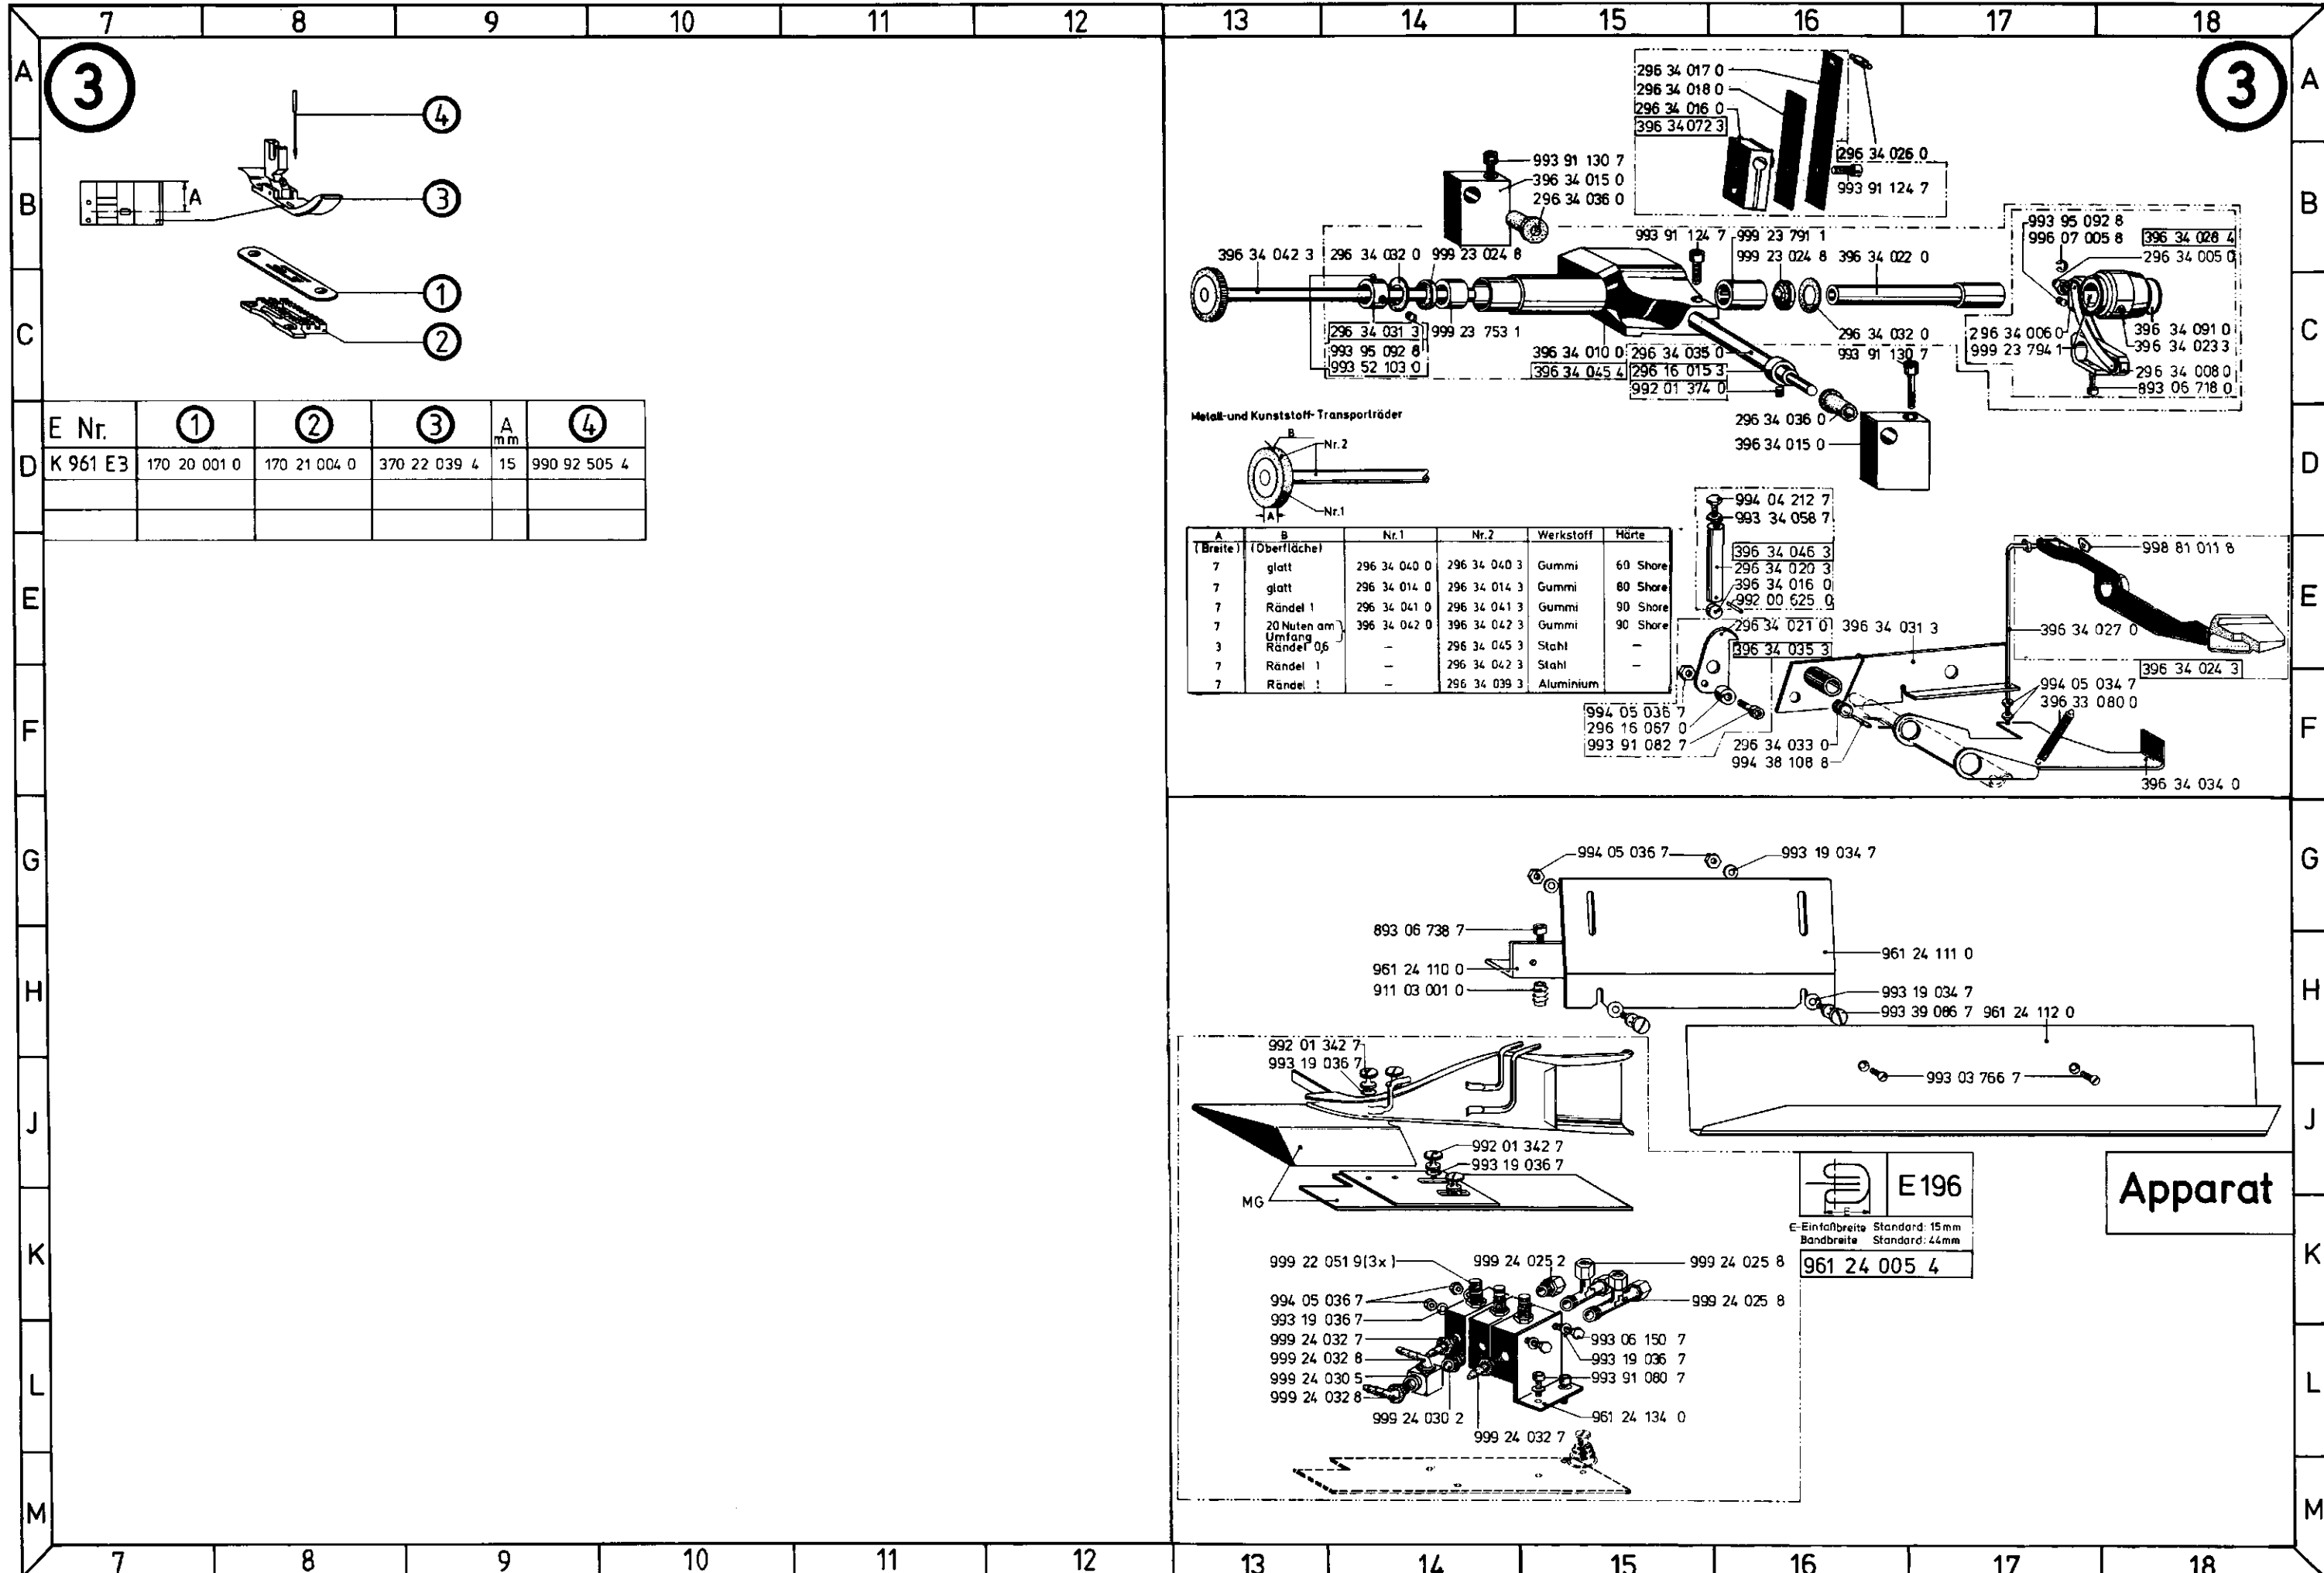 7 8 9 10 11 12 13 14 15 16 17 18
A
B
C
D
E
F
G
H
J
K
L
M
3
4
A
3
1
2
E Nr. 1 2 3 A mm 4
K 961 E3 170 20 001 0 170 21 004 0 370 22 039 4 15 990 92 505 4
3
296 34 017 0
296 34 018 0
296 34 016 0
396 34 072 3
296 34 026 0
993 91 124 7
993 91 130 7
396 34 015 0
296 34 036 0
993 95 092 8
996 07 005 8
396 34 028 4
296 34 005 0
396 34 042 3
296 34 032 0
999 23 024 8
993 91 124 7
999 23 791 1
999 23 024 8
396 34 022 0
296 34 031 3
993 95 092 8
993 52 103 0
999 23 753 1
396 34 010 0
396 34 045 4
296 34 035 0
296 16 015 3
992 01 374 0
296 34 032 0
993 91 130 7
296 34 006 0
999 23 794 1
396 34 091 0
396 34 023 3
296 34 008 0
893 06 718 0
296 34 036 0
396 34 015 0
Metall-und Kunststoff-Transporträder
B
Nr.2
Nr.1
A
A (Breite) B (Oberfläche) Nr.1 Nr.2 Werkstoff Härte
7 glatt 296 34 040 0 296 34 040 3 Gummi 60 Shore
7 glatt 296 34 014 0 296 34 014 3 Gummi 80 Shore
7 Rändel 1 296 34 041 0 296 34 041 3 Gummi 90 Shore
7 20 Nuten am Umfang 396 34 042 0 396 34 042 3 Gummi 90 Shore
3 Rändel 0,6 – 296 34 045 3 Stahl –
7 Rändel 1 – 296 34 042 3 Stahl –
7 Rändel 1 – 296 34 039 3 Aluminium
994 04 212 7
993 34 058 7
396 34 046 3
296 34 020 3
396 34 016 0
992 00 625 0
296 34 021 0
396 34 035 3
396 34 031 3
998 81 011 8
396 34 027 0
396 34 024 3
994 05 034 7
396 33 080 0
994 05 036 7
296 16 067 0
993 91 082 7
296 34 033 0
994 38 108 8
396 34 034 0
994 05 036 7
993 19 034 7
893 06 738 7
961 24 110 0
911 03 001 0
961 24 111 0
993 19 034 7
993 39 086 7
961 24 112 0
992 01 342 7
993 19 036 7
993 03 766 7
992 01 342 7
993 19 036 7
MG
E
E196
E-Einfaßbreite Standard: 15mm
Bandbreite Standard: 44mm
961 24 005 4
Apparat
999 22 051 9(3x)
999 24 025 2
999 24 025 8
994 05 036 7
999 24 025 8
993 19 036 7
999 24 032 7
999 24 032 8
999 24 030 5
999 24 032 8
993 06 150 7
993 19 036 7
993 91 080 7
999 24 030 2
961 24 134 0
999 24 032 7
A
B
C
D
E
F
G
H
J
K
L
M
7 8 9 10 11 12 13 14 15 16 17 18